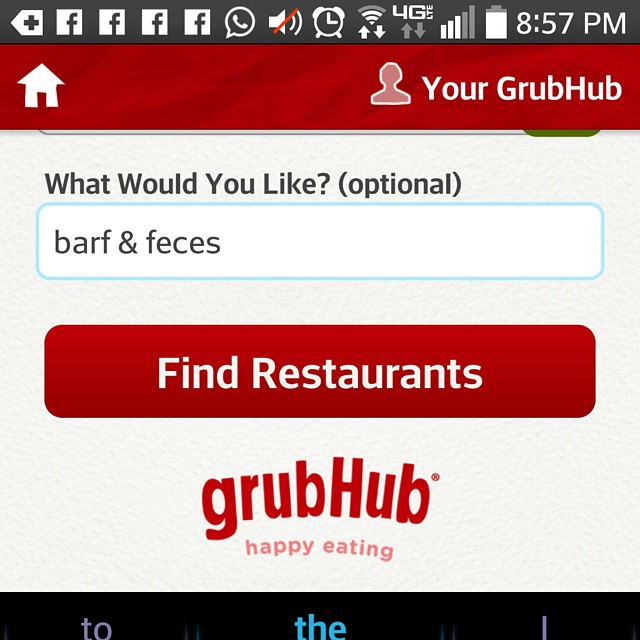 4G LTE 8:57 PM
Your GrubHub
What Would You Like? (optional)
barf & feces
Find Restaurants
grubHub®
happy eating
to the I